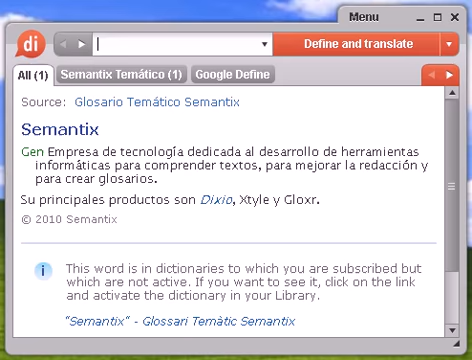 Menu
di
Define and translate
All (1)
Semantix Temático (1)
Google Define
Source: Glosario Temático Semantix
Semantix
Gen Empresa de tecnología dedicada al desarrollo de herramientas
informáticas para comprender textos, para mejorar la redacción y
para crear glosarios.
Su principales productos son Dixio, Xtyle y Gloxr.
© 2010 Semantix
i
This word is in dictionaries to which you are subscribed but
which are not active. If you want to see it, click on the link
and activate the dictionary in your Library.
"Semantix" - Glossari Temàtic Semantix